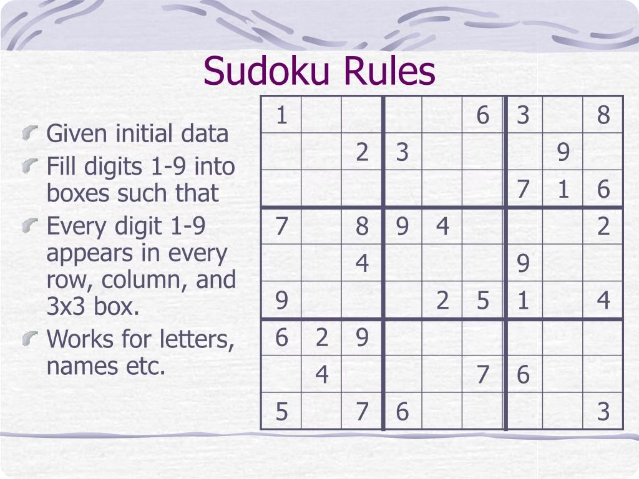 Sudoku Rules
Given initial data
Fill digits 1-9 into
boxes such that
Every digit 1-9
appears in every
row, column, and
3x3 box.
Works for letters,
names etc.
1 6 3 8
2 3 9
7 1 6
7 8 9 4 2
4 9
9 2 5 1 4
6 2 9
4 7 6
5 7 6 3